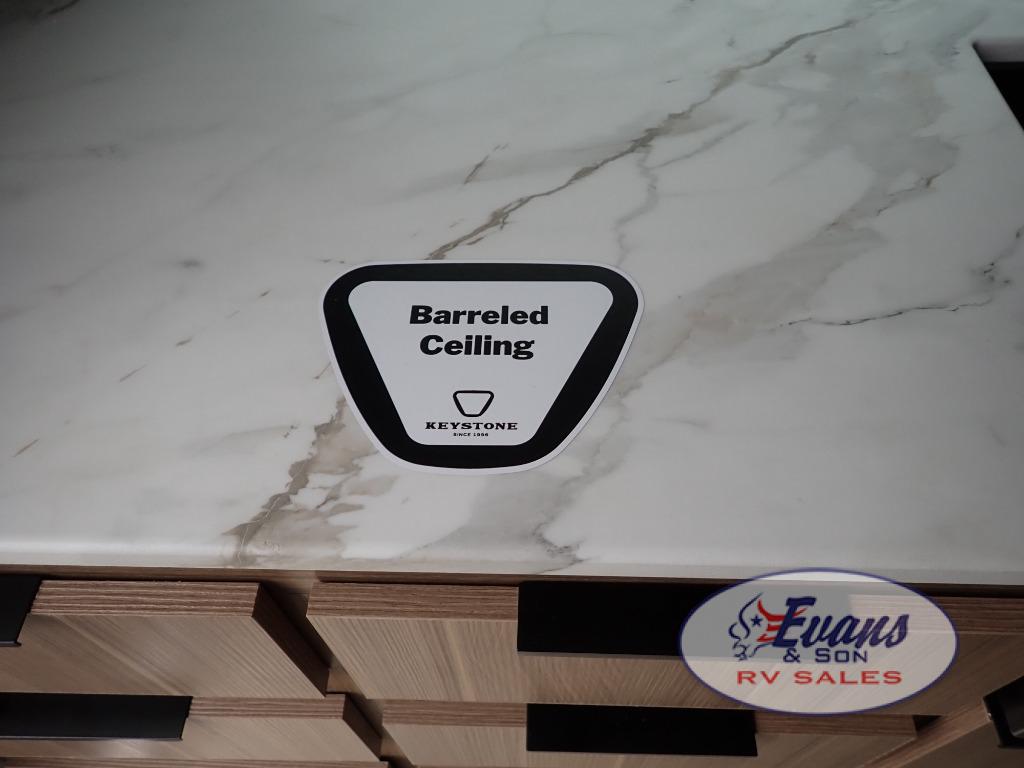 Barreled
Ceiling
KEYSTONE
SINCE 1996
Evans
& SON
RV SALES